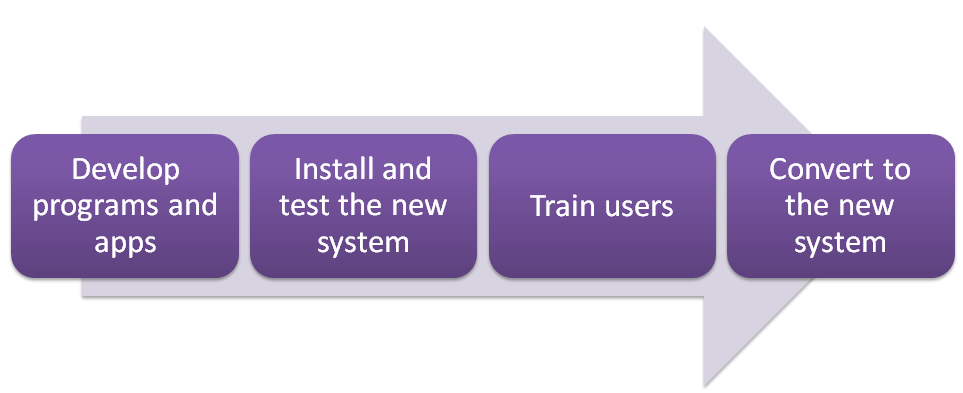 Develop
programs and
apps
Install and
test the new
system
Train users
Convert to
the new
system